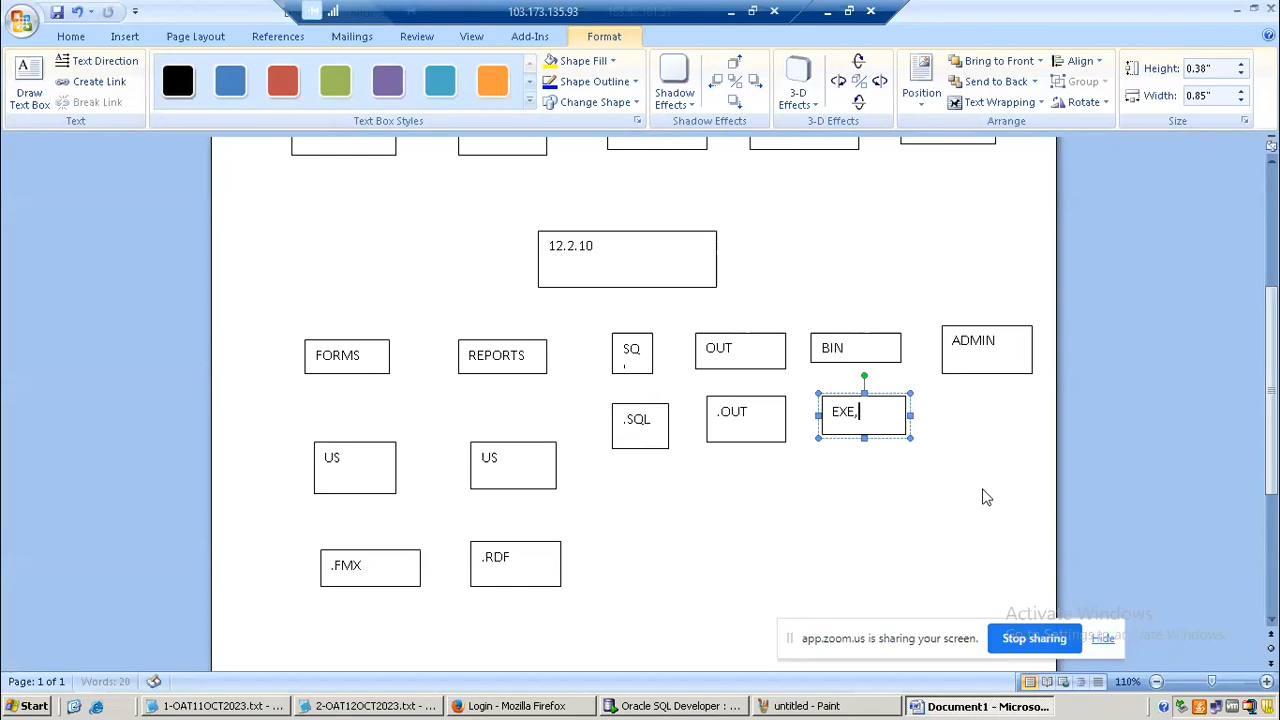 103.173.135.93
Home Insert Page Layout References Mailings Review View Add-Ins Format
Draw
Text Box
Text Direction
Create Link
Break Link
Text
Shape Fill
Shape Outline
Change Shape
Text Box Styles
Shadow
Effects
Shadow Effects
3-D
Effects
3-D Effects
Position
Bring to Front
Send to Back
Text Wrapping
Align
Group
Rotate
Arrange
Height: 0.38"
Width: 0.85"
Size
12.2.10
FORMS
REPORTS
SQ
OUT
BIN
ADMIN
.SQL
.OUT
EXE,
US
US
.FMX
.RDF
Activate Windows
Go to Settings to activate Windows.
app.zoom.us is sharing your screen. Stop sharing Hide
Page: 1 of 1 Words: 20 110%
Start 1-OAT11OCT2023.txt - ... 2-OAT12OCT2023.txt - ... Login - Mozilla Firefox Oracle SQL Developer : ... untitled - Paint Document1 - Microso...